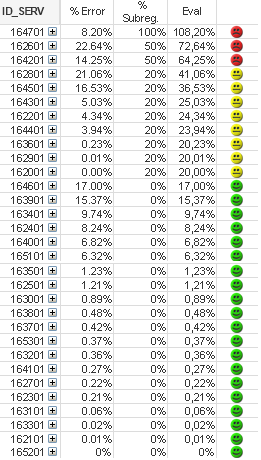 ID_SERV % Error % Subreg. Eval
164701 8.20% 100% 108,20%
162601 22.64% 50% 72,64%
164201 14.25% 50% 64,25%
162801 21.06% 20% 41,06%
164501 16.53% 20% 36,53%
164301 5.03% 20% 25,03%
162201 4.34% 20% 24,34%
164401 3.94% 20% 23,94%
163601 0.23% 20% 20,23%
162901 0.01% 20% 20,01%
162001 0.00% 20% 20,00%
164601 17.00% 0% 17,00%
163901 15.37% 0% 15,37%
163401 9.74% 0% 9,74%
162401 8.24% 0% 8,24%
164001 6.82% 0% 6,82%
165101 6.32% 0% 6,32%
163501 1.23% 0% 1,23%
162501 1.21% 0% 1,21%
163001 0.89% 0% 0,89%
163801 0.48% 0% 0,48%
163701 0.42% 0% 0,42%
165301 0.37% 0% 0,37%
163201 0.36% 0% 0,36%
164101 0.27% 0% 0,27%
162701 0.22% 0% 0,22%
162301 0.21% 0% 0,21%
163101 0.06% 0% 0,06%
163301 0.02% 0% 0,02%
162101 0.01% 0% 0,01%
165201 0% 0% 0%